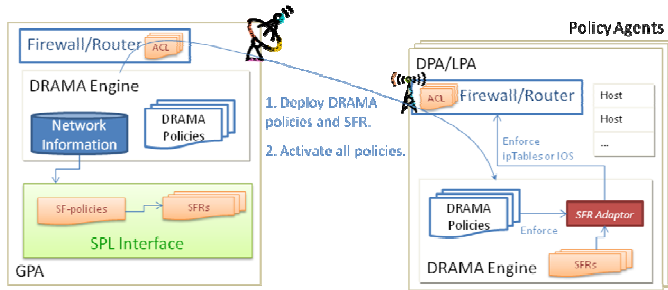 Policy Agents
Firewall/Router
ACL
DRAMA Engine
Network
Information
DRAMA
Policies
SF-policies
SFRs
SPL Interface
GPA
1. Deploy DRAMA
policies and SFR.
2. Activate all policies.
DPA/LPA
ACL
Firewall/Router
Host
Host
...
Enforce
ipTables or IOS
DRAMA
Policies
Enforce
SFR Adaptor
SFRs
DRAMA Engine